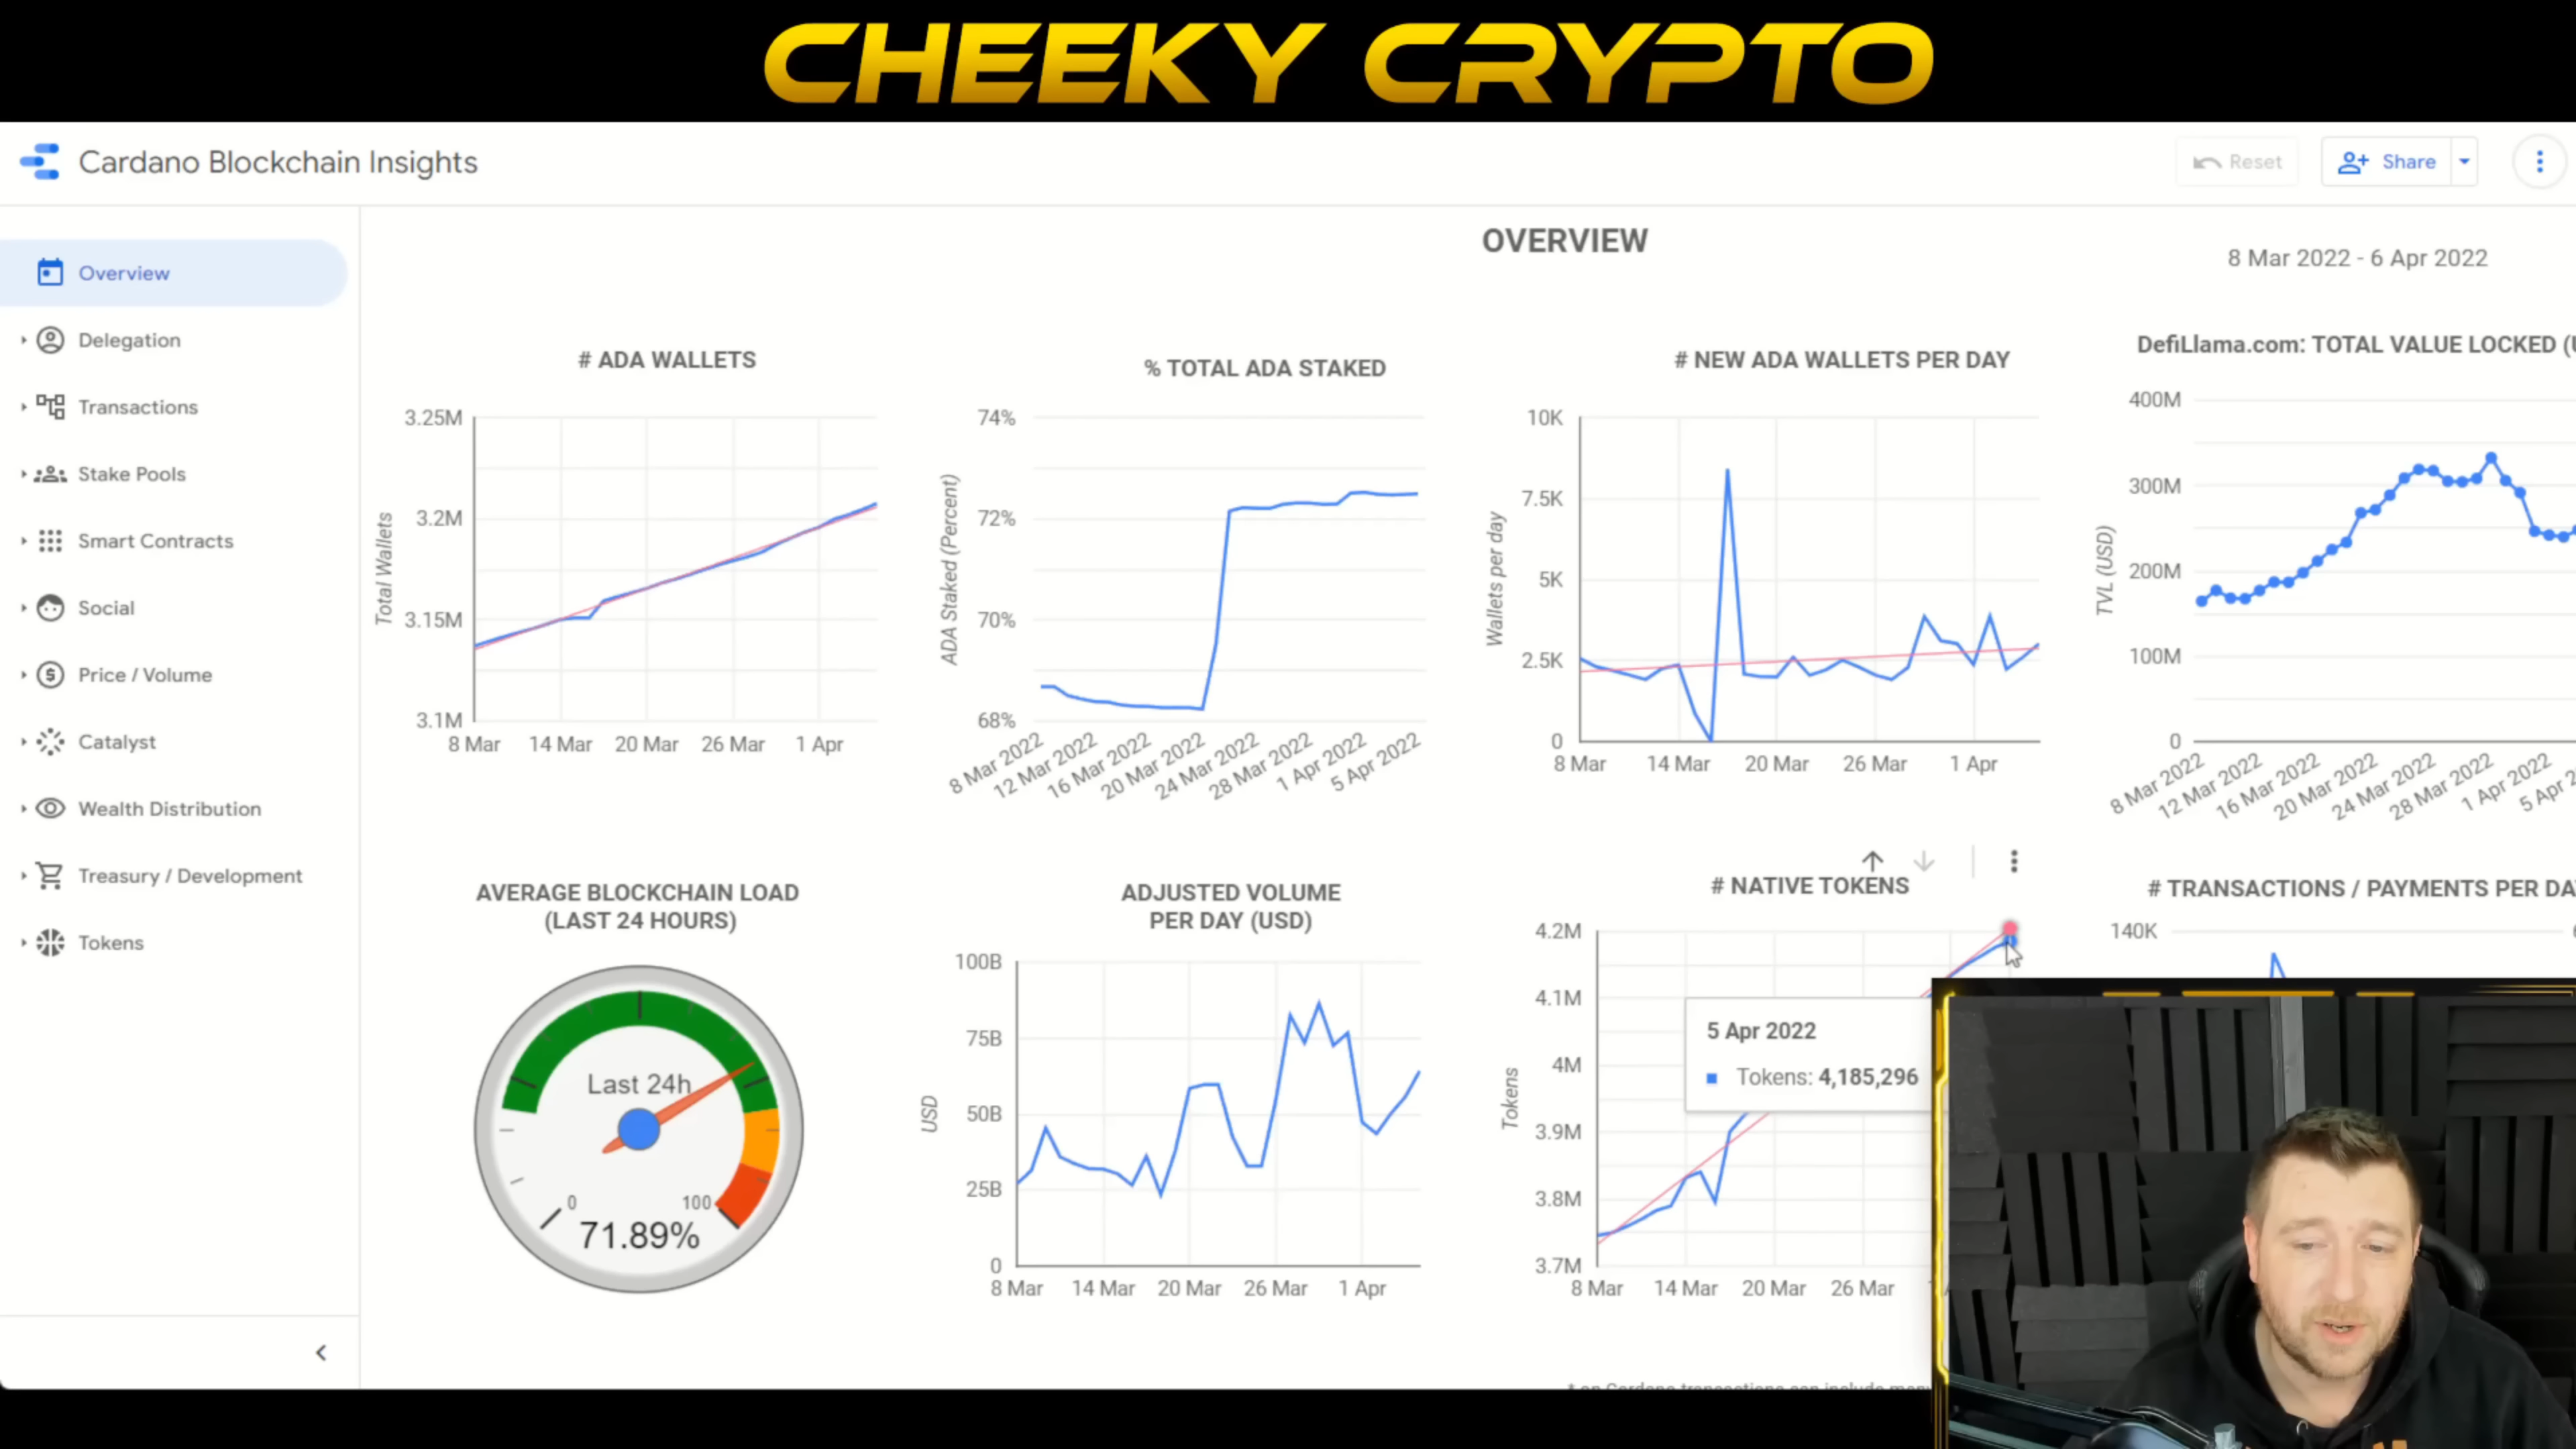 CHEEKY CRYPTO
Cardano Blockchain Insights
Reset
Share
Overview
Delegation
Transactions
Stake Pools
Smart Contracts
Social
Price / Volume
Catalyst
Wealth Distribution
Treasury / Development
Tokens
OVERVIEW
8 Mar 2022 - 6 Apr 2022
# ADA WALLETS
Total Wallets
3.25M
3.2M
3.15M
3.1M
8 Mar 14 Mar 20 Mar 26 Mar 1 Apr
% TOTAL ADA STAKED
ADA Staked (Percent)
74%
72%
70%
68%
8 Mar 2022 12 Mar 2022 16 Mar 2022 20 Mar 2022 24 Mar 2022 28 Mar 2022 1 Apr 2022 5 Apr 2022
# NEW ADA WALLETS PER DAY
Wallets per day
10K
7.5K
5K
2.5K
0
8 Mar 14 Mar 20 Mar 26 Mar 1 Apr
DefiLlama.com: TOTAL VALUE LOCKED (U
TVL (USD)
400M
300M
200M
100M
0
8 Mar 2022 12 Mar 2022 16 Mar 2022 20 Mar 2022 24 Mar 2022 28 Mar 2022 1 Apr 2022 5 Apr 2
AVERAGE BLOCKCHAIN LOAD
(LAST 24 HOURS)
Last 24h
0 100
71.89%
ADJUSTED VOLUME
PER DAY (USD)
USD
100B
75B
50B
25B
0
8 Mar 14 Mar 20 Mar 26 Mar 1 Apr
# NATIVE TOKENS
Tokens
4.2M
4.1M
4M
3.9M
3.8M
3.7M
8 Mar 14 Mar 20 Mar 26 Mar
5 Apr 2022
Tokens: 4,185,296
# TRANSACTIONS / PAYMENTS PER DA
140K